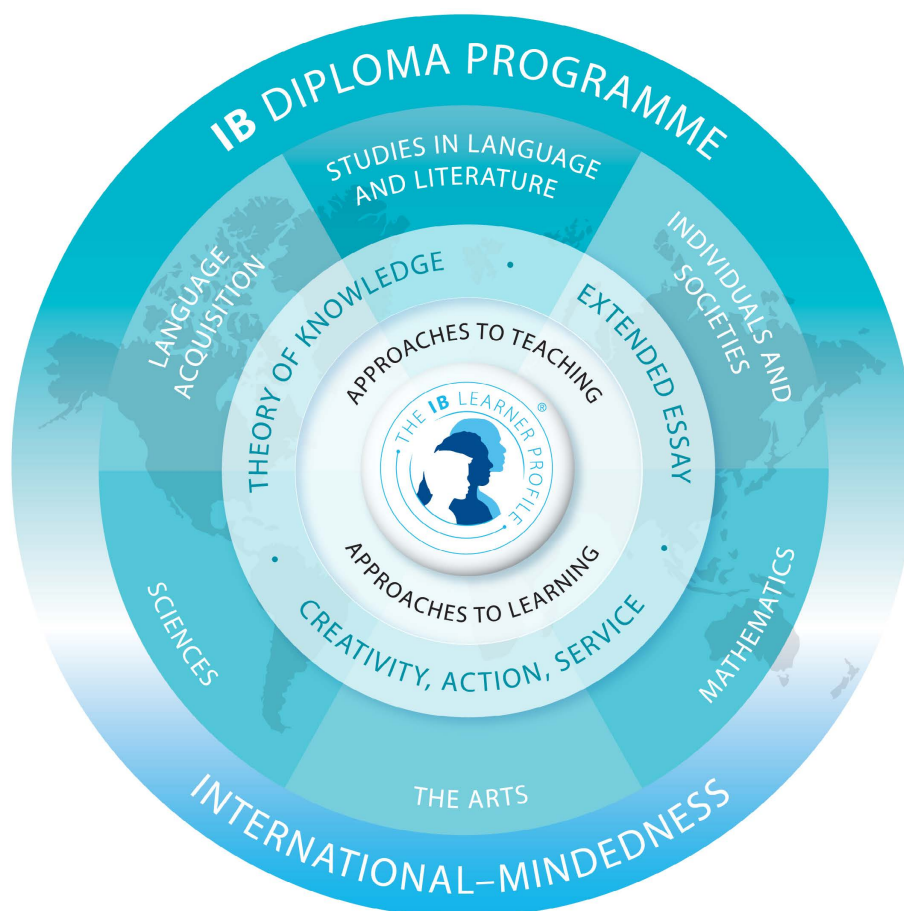 IB DIPLOMA PROGRAMME
STUDIES IN LANGUAGE
AND LITERATURE
LANGUAGE
ACQUISITION
INDIVIDUALS AND
SOCIETIES
THEORY OF KNOWLEDGE
•
EXTENDED ESSAY
•
APPROACHES TO TEACHING
THE IB LEARNER PROFILE®
APPROACHES TO LEARNING
•
CREATIVITY, ACTION, SERVICE
SCIENCES
MATHEMATICS
THE ARTS
INTERNATIONAL–MINDEDNESS